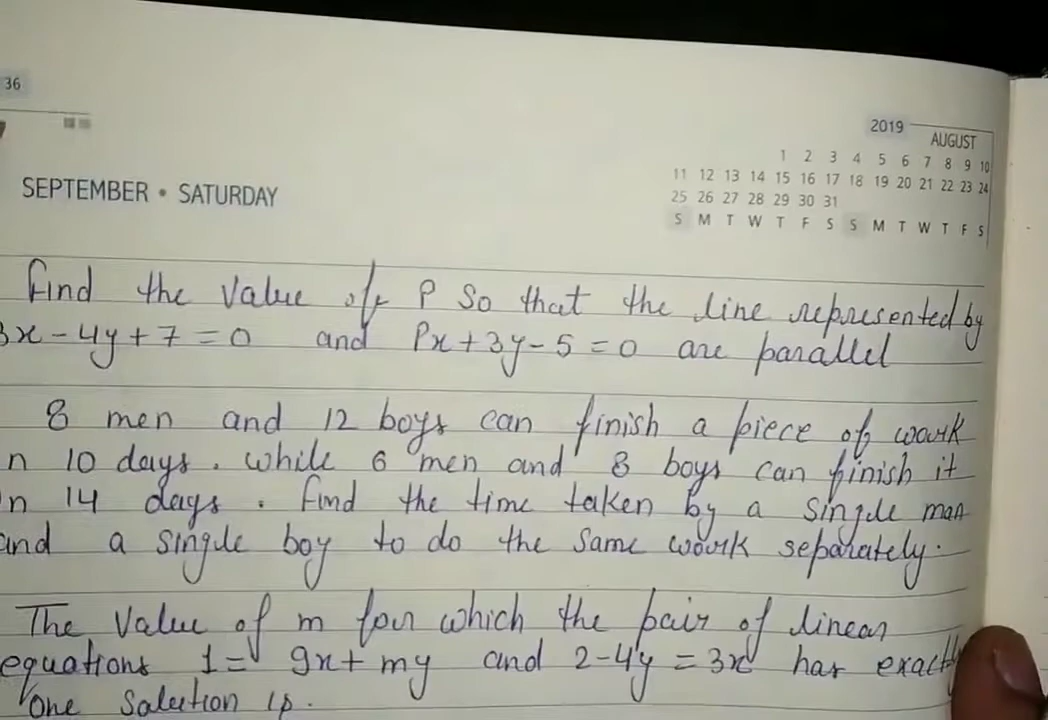 36
2019 AUGUST
1 2 3 4 5 6 7 8 9 10
11 12 13 14 15 16 17 18 19 20 21 22 23 24
25 26 27 28 29 30 31
S M T W T F S S M T W T F S
SEPTEMBER • SATURDAY
Find the value of P so that the line represented by
3x - 4y + 7 = 0 and Px + 3y - 5 = 0 are parallel
8 men and 12 boys can finish a piece of work
n 10 days. while 6 men and 8 boys can finish it
n 14 days. find the time taken by a single man
and a single boy to do the same work separately.
The value of m for which the pair of linear
equations 1 = 9x + my and 2 - 4y = 3x has exactly
one solution is.